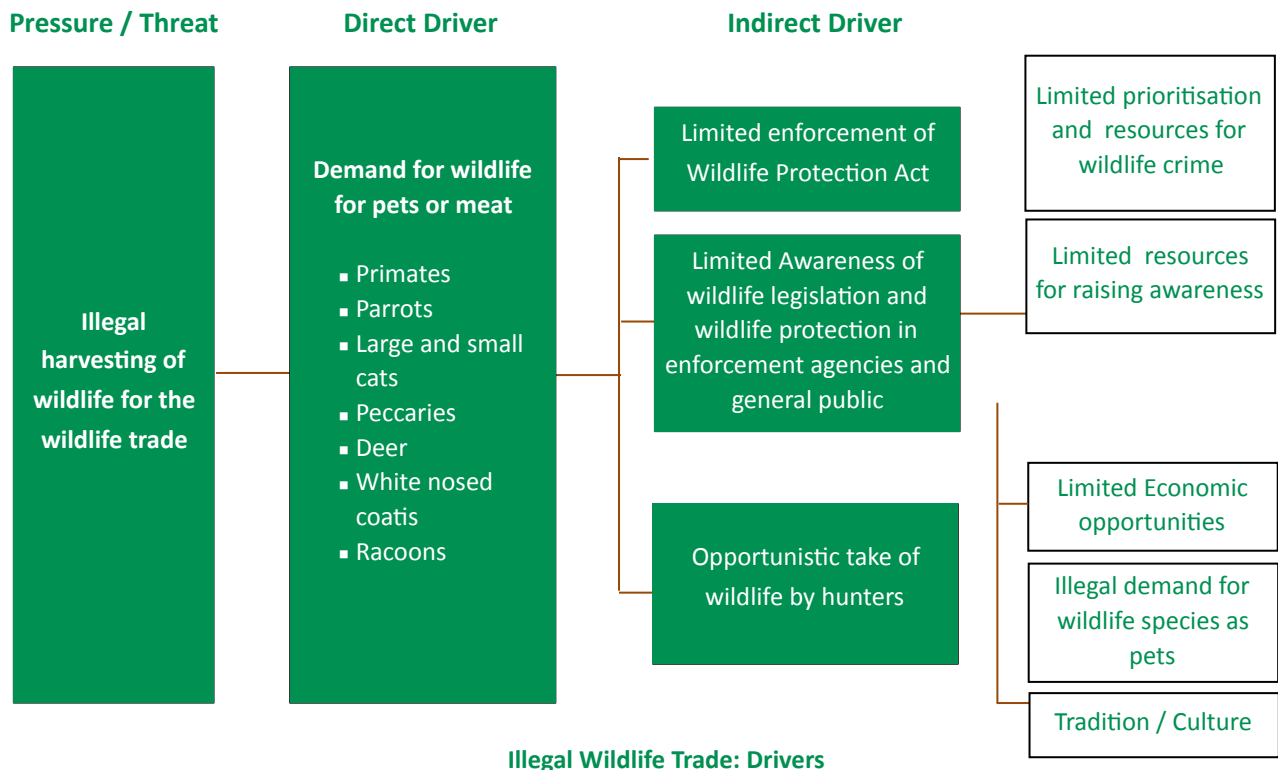 Pressure / Threat
Direct Driver
Indirect Driver
Illegal
harvesting of
wildlife for the
wildlife trade
Demand for wildlife
for pets or meat
▪ Primates
▪ Parrots
▪ Large and small
cats
▪ Peccaries
▪ Deer
▪ White nosed
coatis
▪ Racoons
Limited enforcement of
Wildlife Protection Act
Limited Awareness of
wildlife legislation and
wildlife protection in
enforcement agencies and
general public
Opportunistic take of
wildlife by hunters
Limited prioritisation
and resources for
wildlife crime
Limited resources
for raising awareness
Limited Economic
opportunities
Illegal demand for
wildlife species as
pets
Tradition / Culture
Illegal Wildlife Trade: Drivers